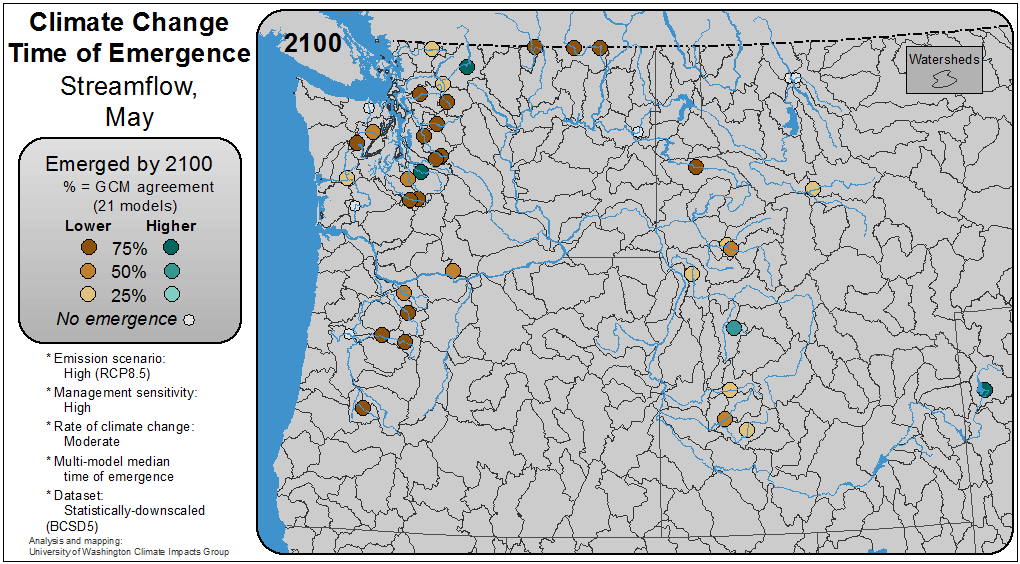 Climate Change
Time of Emergence
Streamflow,
May
Emerged by 2100
% = GCM agreement
(21 models)
Lower Higher
75%
50%
25%
No emergence
* Emission scenario:
High (RCP8.5)
* Management sensitivity:
High
* Rate of climate change:
Moderate
* Multi-model median
time of emergence
* Dataset:
Statistically-downscaled
(BCSD5)
Analysis and mapping:
University of Washington Climate Impacts Group
2100
Watersheds